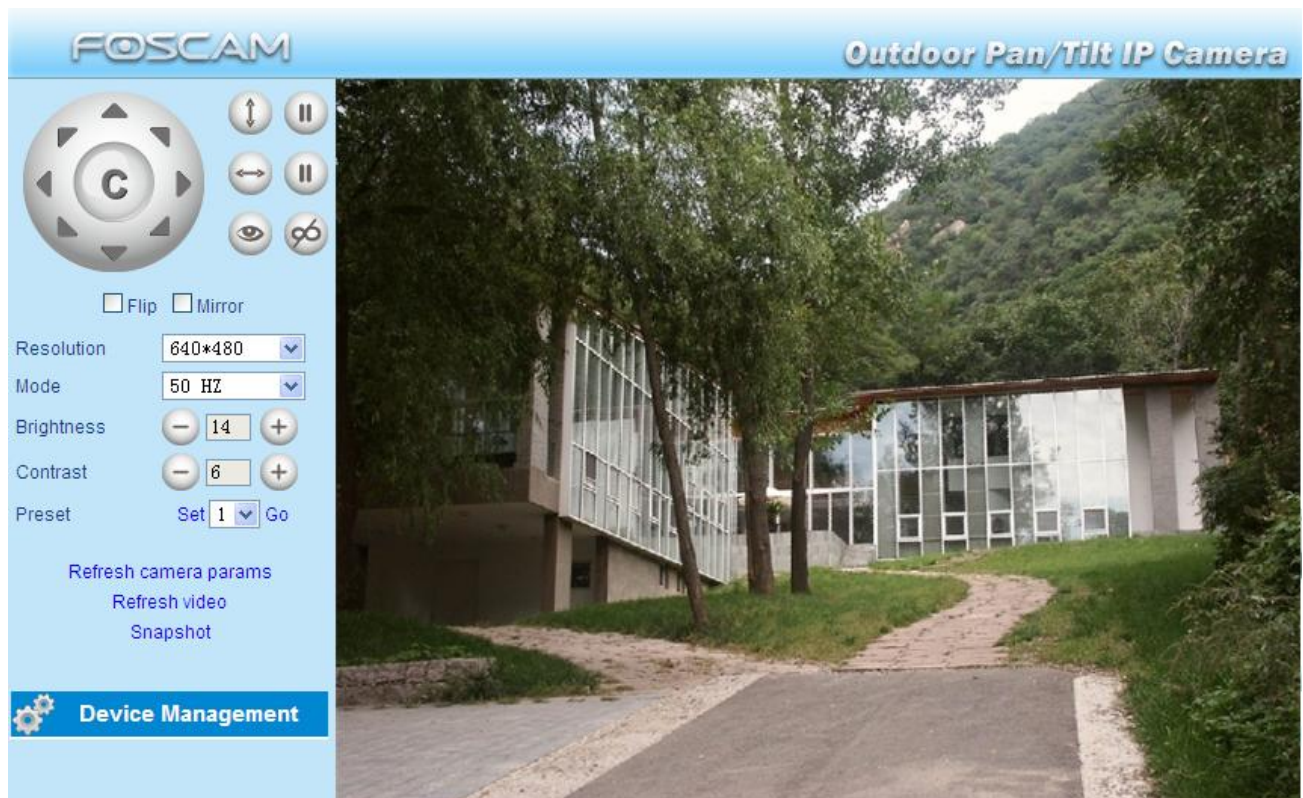 FOSCAM
Outdoor Pan/Tilt IP Camera
C
Flip Mirror
Resolution 640*480
Mode 50 HZ
Brightness 14
Contrast 6
Preset Set 1 Go
Refresh camera params
Refresh video
Snapshot
Device Management